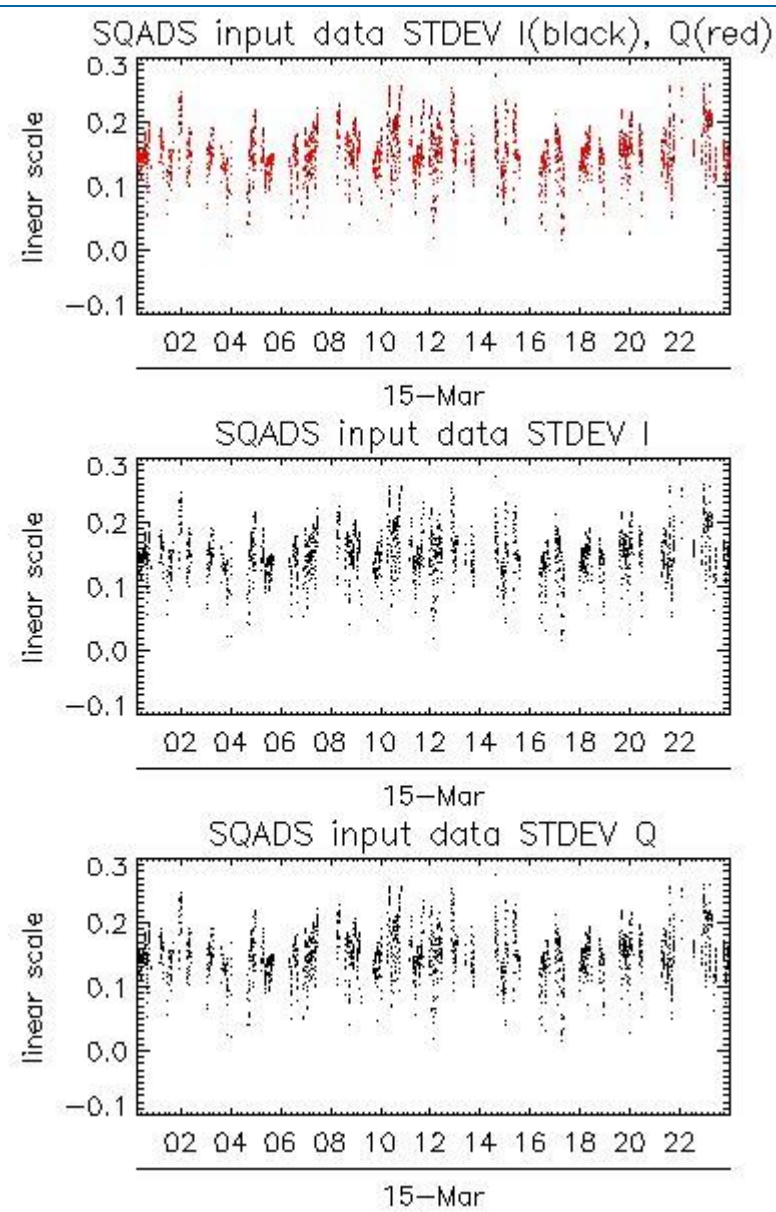 SQADS input data STDEV I(black), Q(red)
0.3
0.2
0.1
0.0
−0.1
linear scale
02 04 06 08 10 12 14 16 18 20 22
15−Mar
SQADS input data STDEV I
0.3
0.2
0.1
0.0
−0.1
linear scale
02 04 06 08 10 12 14 16 18 20 22
15−Mar
SQADS input data STDEV Q
0.3
0.2
0.1
0.0
−0.1
linear scale
02 04 06 08 10 12 14 16 18 20 22
15−Mar